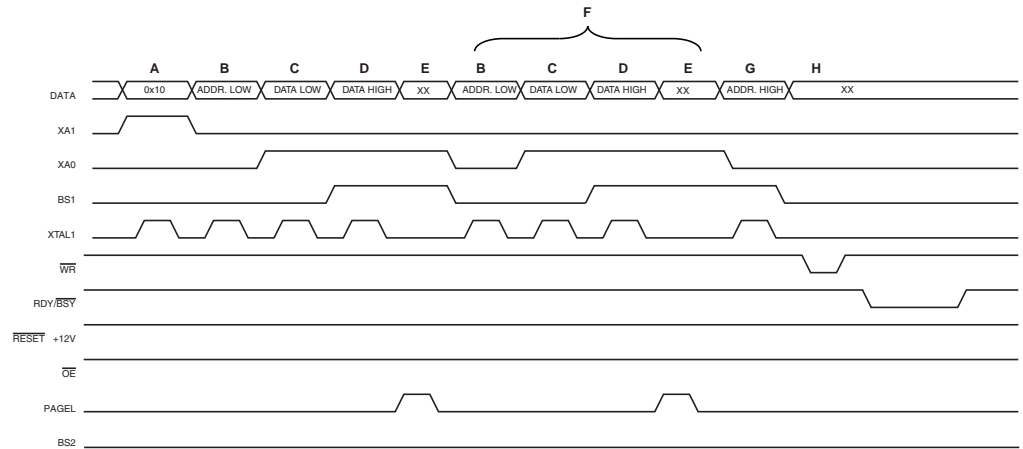 F
A B C D E B C D E G H
DATA 0x10 ADDR. LOW DATA LOW DATA HIGH XX ADDR. LOW DATA LOW DATA HIGH XX ADDR. HIGH XX
XA1
XA0
BS1
XTAL1
WR
RDY/BSY
RESET +12V
OE
PAGEL
BS2